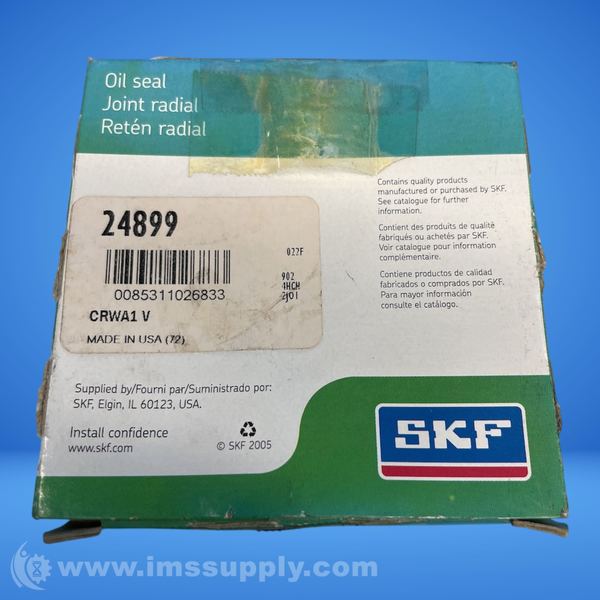 Oil seal
Joint radial
Retén radial
Contains quality products
manufactured or purchased by SKF.
See catalogue for further
information.
Contient des produits de qualité
fabriqués ou achetés par SKF.
Voir catalogue pour information
complémentaire.
Contiene productos de calidad
fabricados o comprados por SKF.
Para mayor información
consulte el catálogo.
24899
022F
902
4HCH
2J01
0085311026833
CRWA1 V
MADE IN USA (72)
Supplied by/Fourni par/Suministrado por:
SKF, Elgin, IL 60123, USA.
Install confidence
www.skf.com
© SKF 2005
SKF
© www.imssupply.com